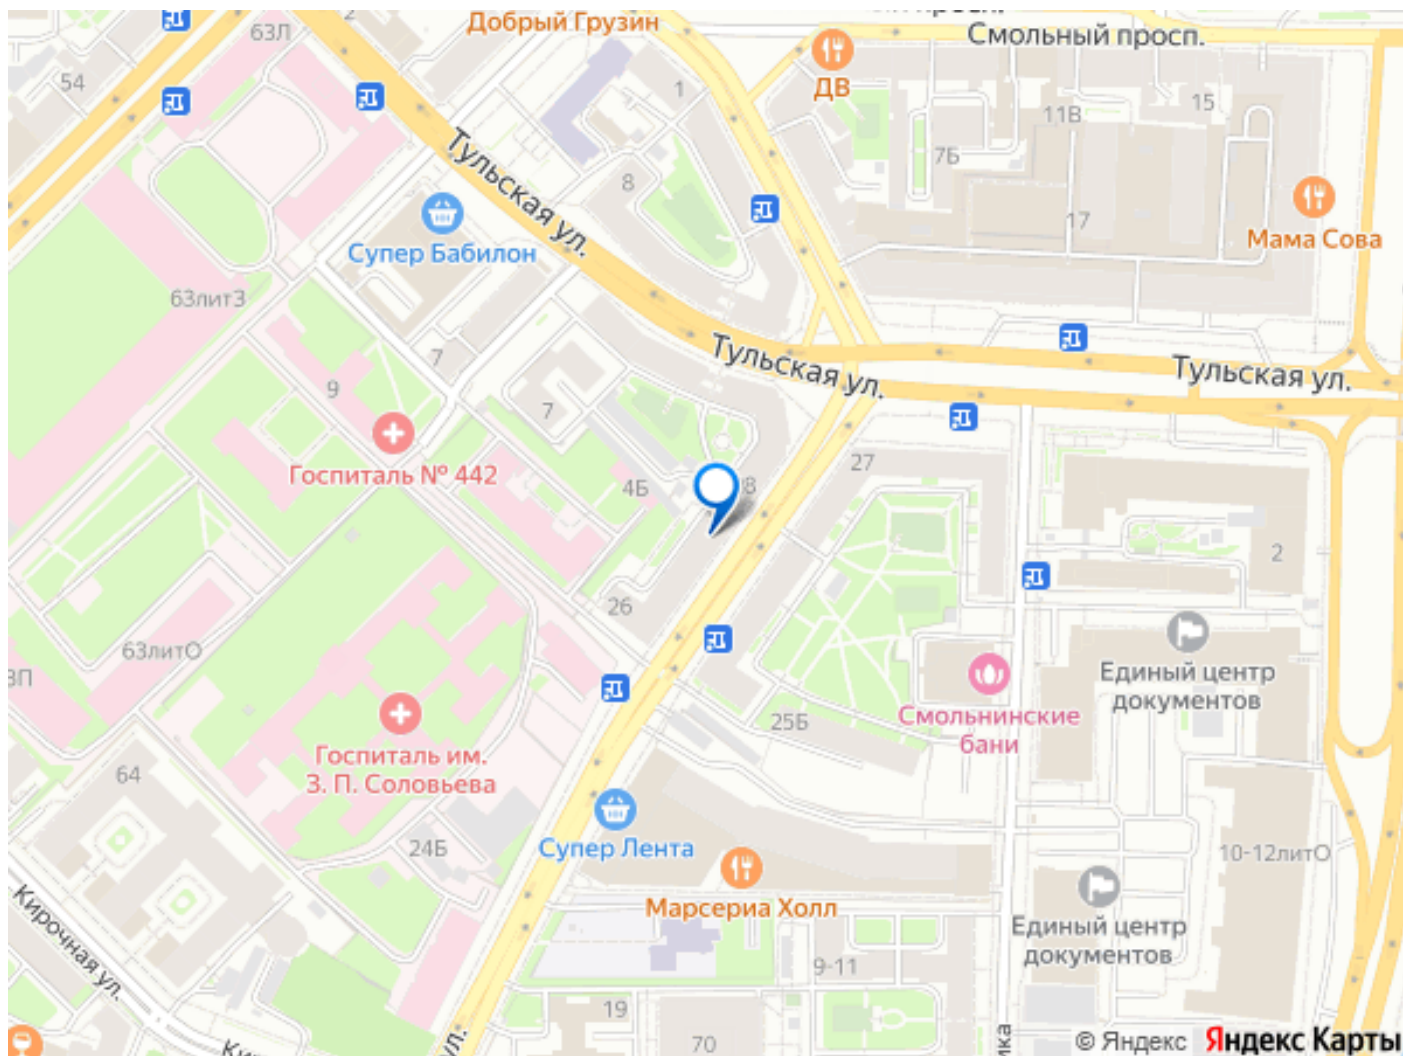 Добрый Грузин
Смольный просп.
63Л
2
54
ДВ
1
11В
15
7Б
8
Тульская ул.
17
Мама Сова
Супер Бабилон
63литЗ
7
Тульская ул.
Тульская ул.
9
7
Госпиталь № 442
4Б
27
2
26
63литО
Единый центр
документов
Смольнинские
бани
25Б
Госпиталь им.
З. П. Соловьева
64
24Б
Супер Лента
10-12литО
Марсериа Холл
Единый центр
документов
Кирочная ул.
9-11
19
70
ул.
© Яндекс Яндекс Карты